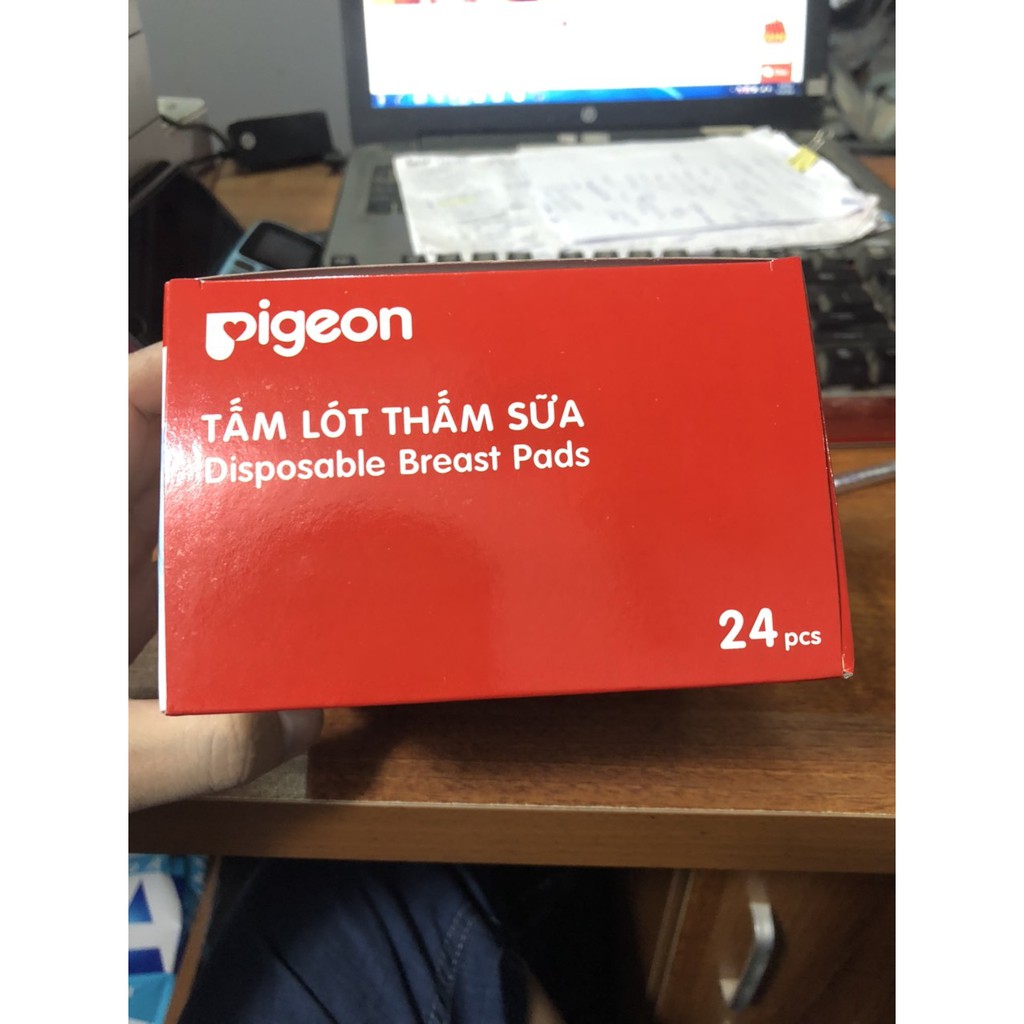 pigeon
TẤM LÓT THẤM SỮA
Disposable Breast Pads
24 pcs